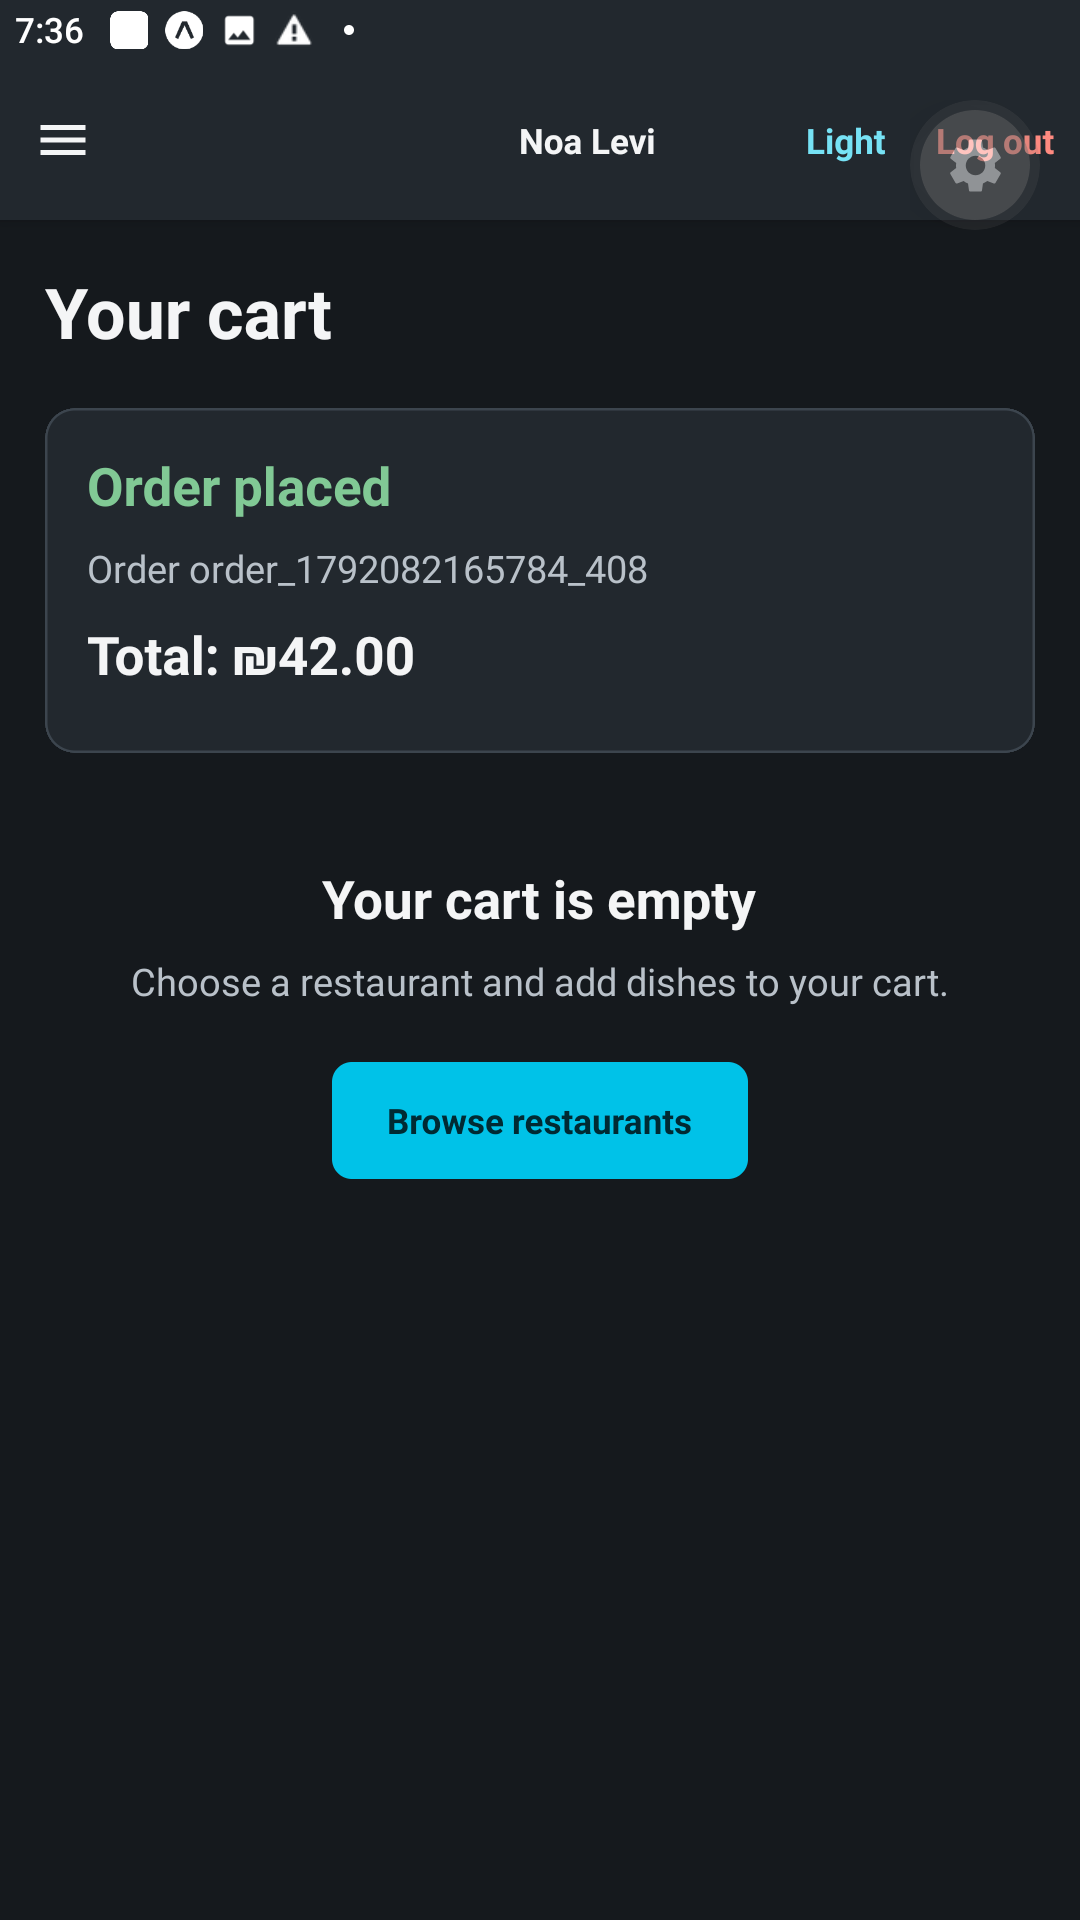 7:36
Noa Levi
Light
Log out
Your cart
Order placed
Order order_1792082165784_408
Total: ₪42.00
Your cart is empty
Choose a restaurant and add dishes to your cart.
Browse restaurants